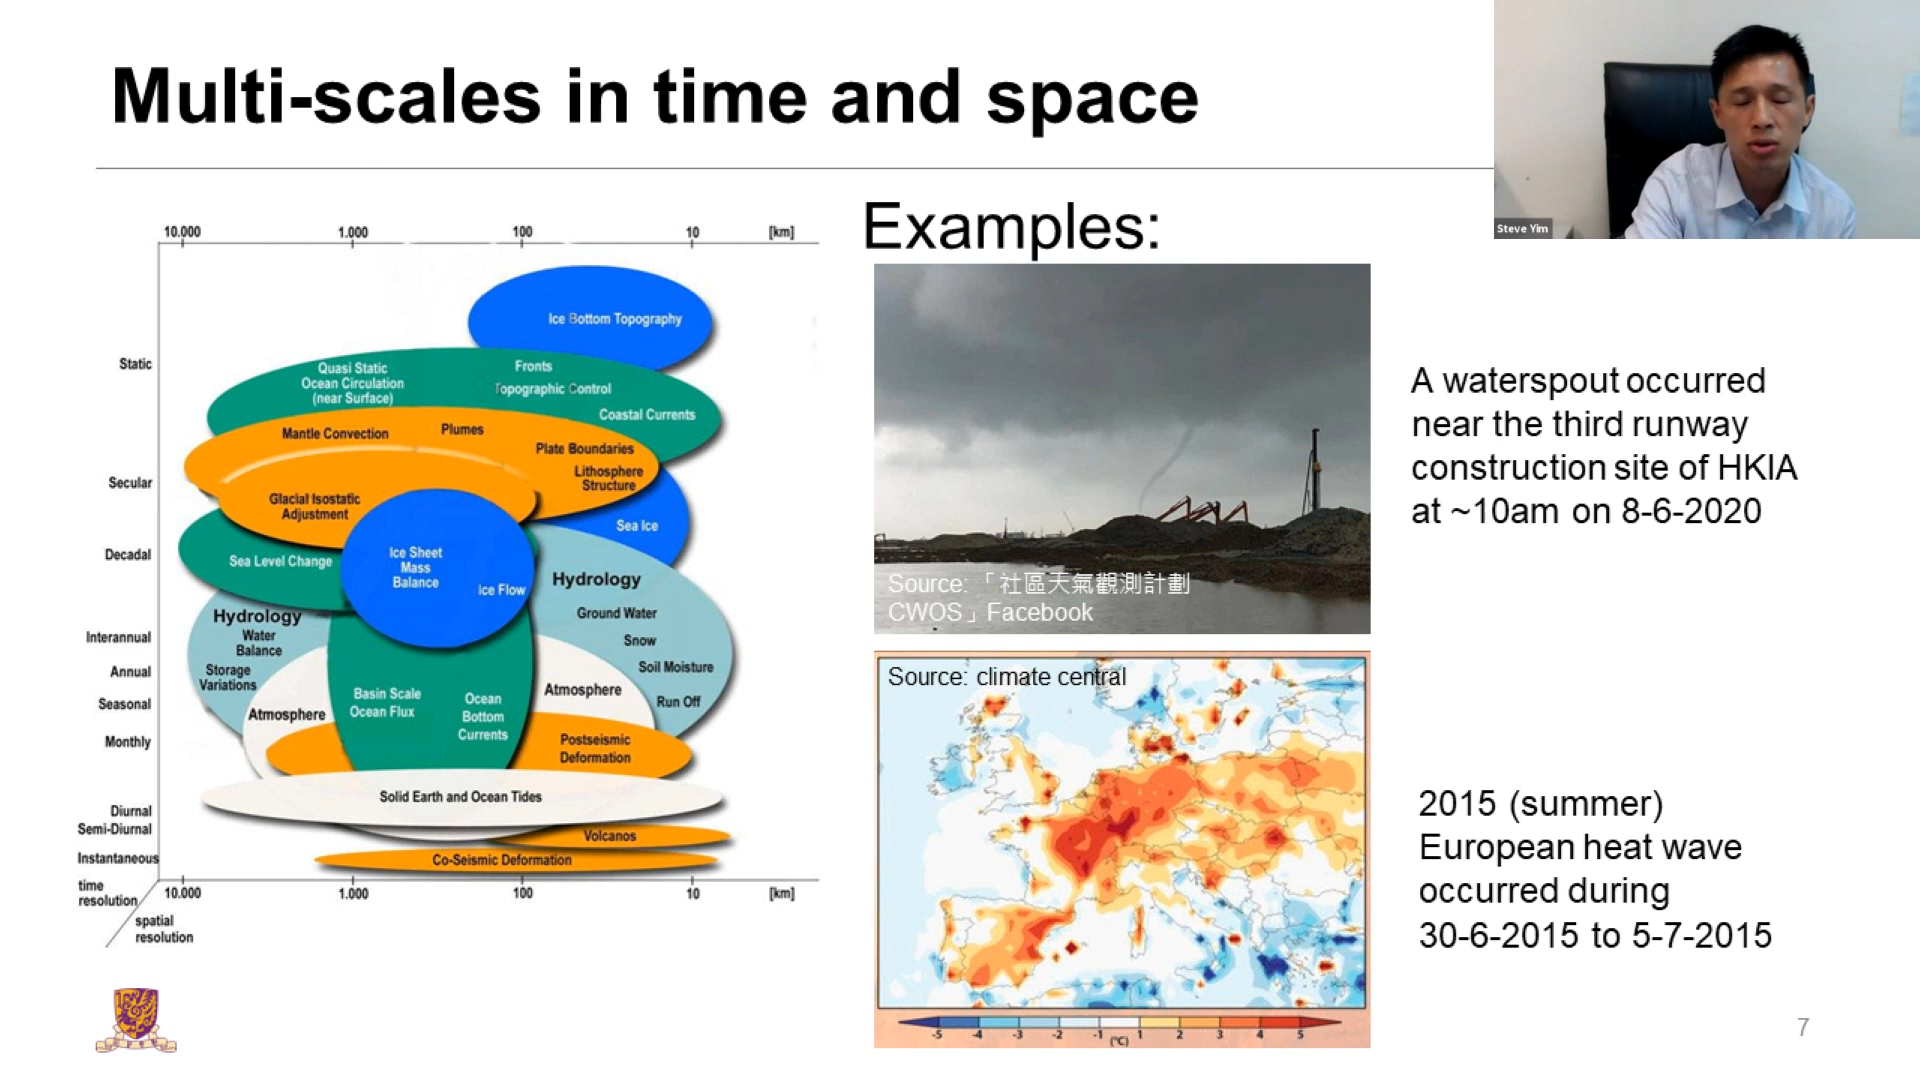 Multi-scales in time and space
Steve Yim
10.000 1.000 100 10 [km]
Ice Bottom Topography
Static
Quasi Static
Ocean Circulation
(near Surface)
Fronts
Topographic Control
Coastal Currents
Mantle Convection
Plumes
Plate Boundaries
Lithosphere
Structure
Secular
Glacial Isostatic
Adjustment
Sea Ice
Decadal
Sea Level Change
Ice Sheet
Mass
Balance
Ice Flow
Hydrology
Ground Water
Snow
Soil Moisture
Run Off
Hydrology
Water
Balance
Storage
Variations
Interannual
Annual
Seasonal
Monthly
Atmosphere
Basin Scale
Ocean Flux
Ocean
Bottom
Currents
Atmosphere
Postseismic
Deformation
Solid Earth and Ocean Tides
Diurnal
Semi-Diurnal
Volcanos
Instantaneous
Co-Seismic Deformation
time
resolution
spatial
resolution
10.000 1.000 100 10 [km]
Examples:
Source: 「社區天氣觀測計劃
CWOS」Facebook
A waterspout occurred
near the third runway
construction site of HKIA
at ~10am on 8-6-2020
Source: climate central
-5 -4 -3 -2 -1 1 2 3 4 5
(°C)
2015 (summer)
European heat wave
occurred during
30-6-2015 to 5-7-2015
7